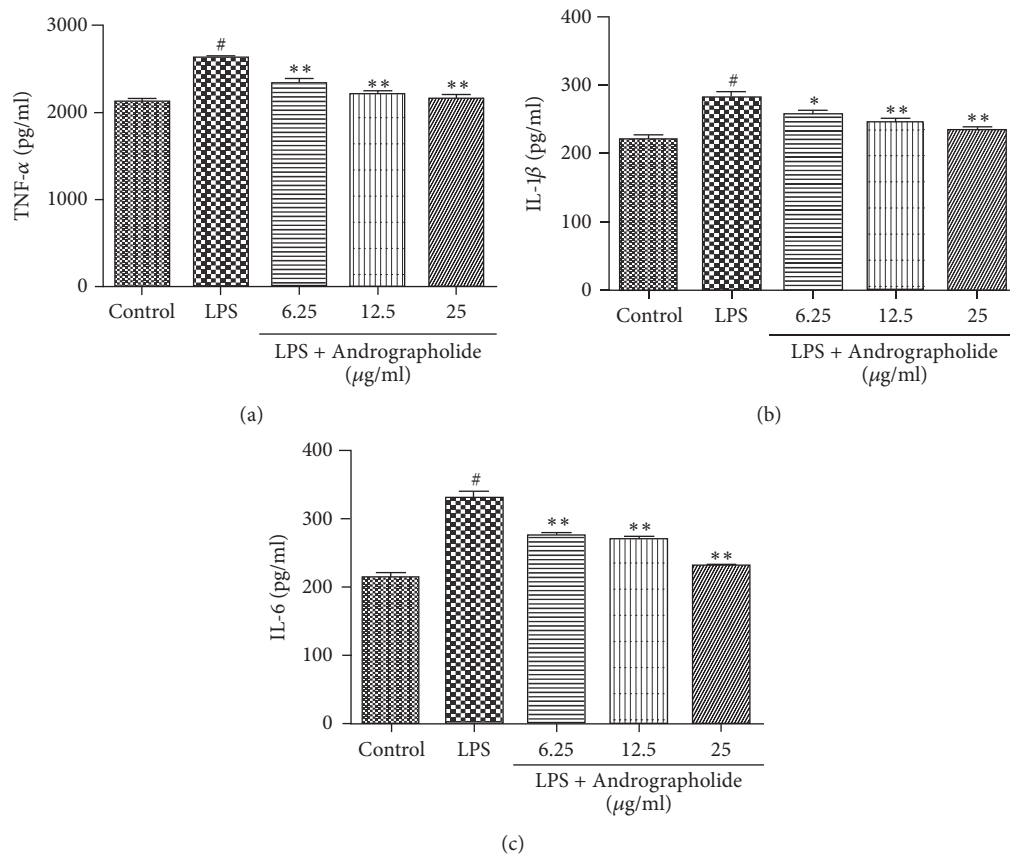 3000
2000
1000
0
TNF-α (pg/ml)
#
**
**
**
Control LPS 6.25 12.5 25
LPS + Andrographolide
(μg/ml)
(a)
400
300
200
100
0
IL-1β (pg/ml)
#
*
**
**
Control LPS 6.25 12.5 25
LPS + Andrographolide
(μg/ml)
(b)
400
300
200
100
0
IL-6 (pg/ml)
#
**
**
**
Control LPS 6.25 12.5 25
LPS + Andrographolide
(μg/ml)
(c)